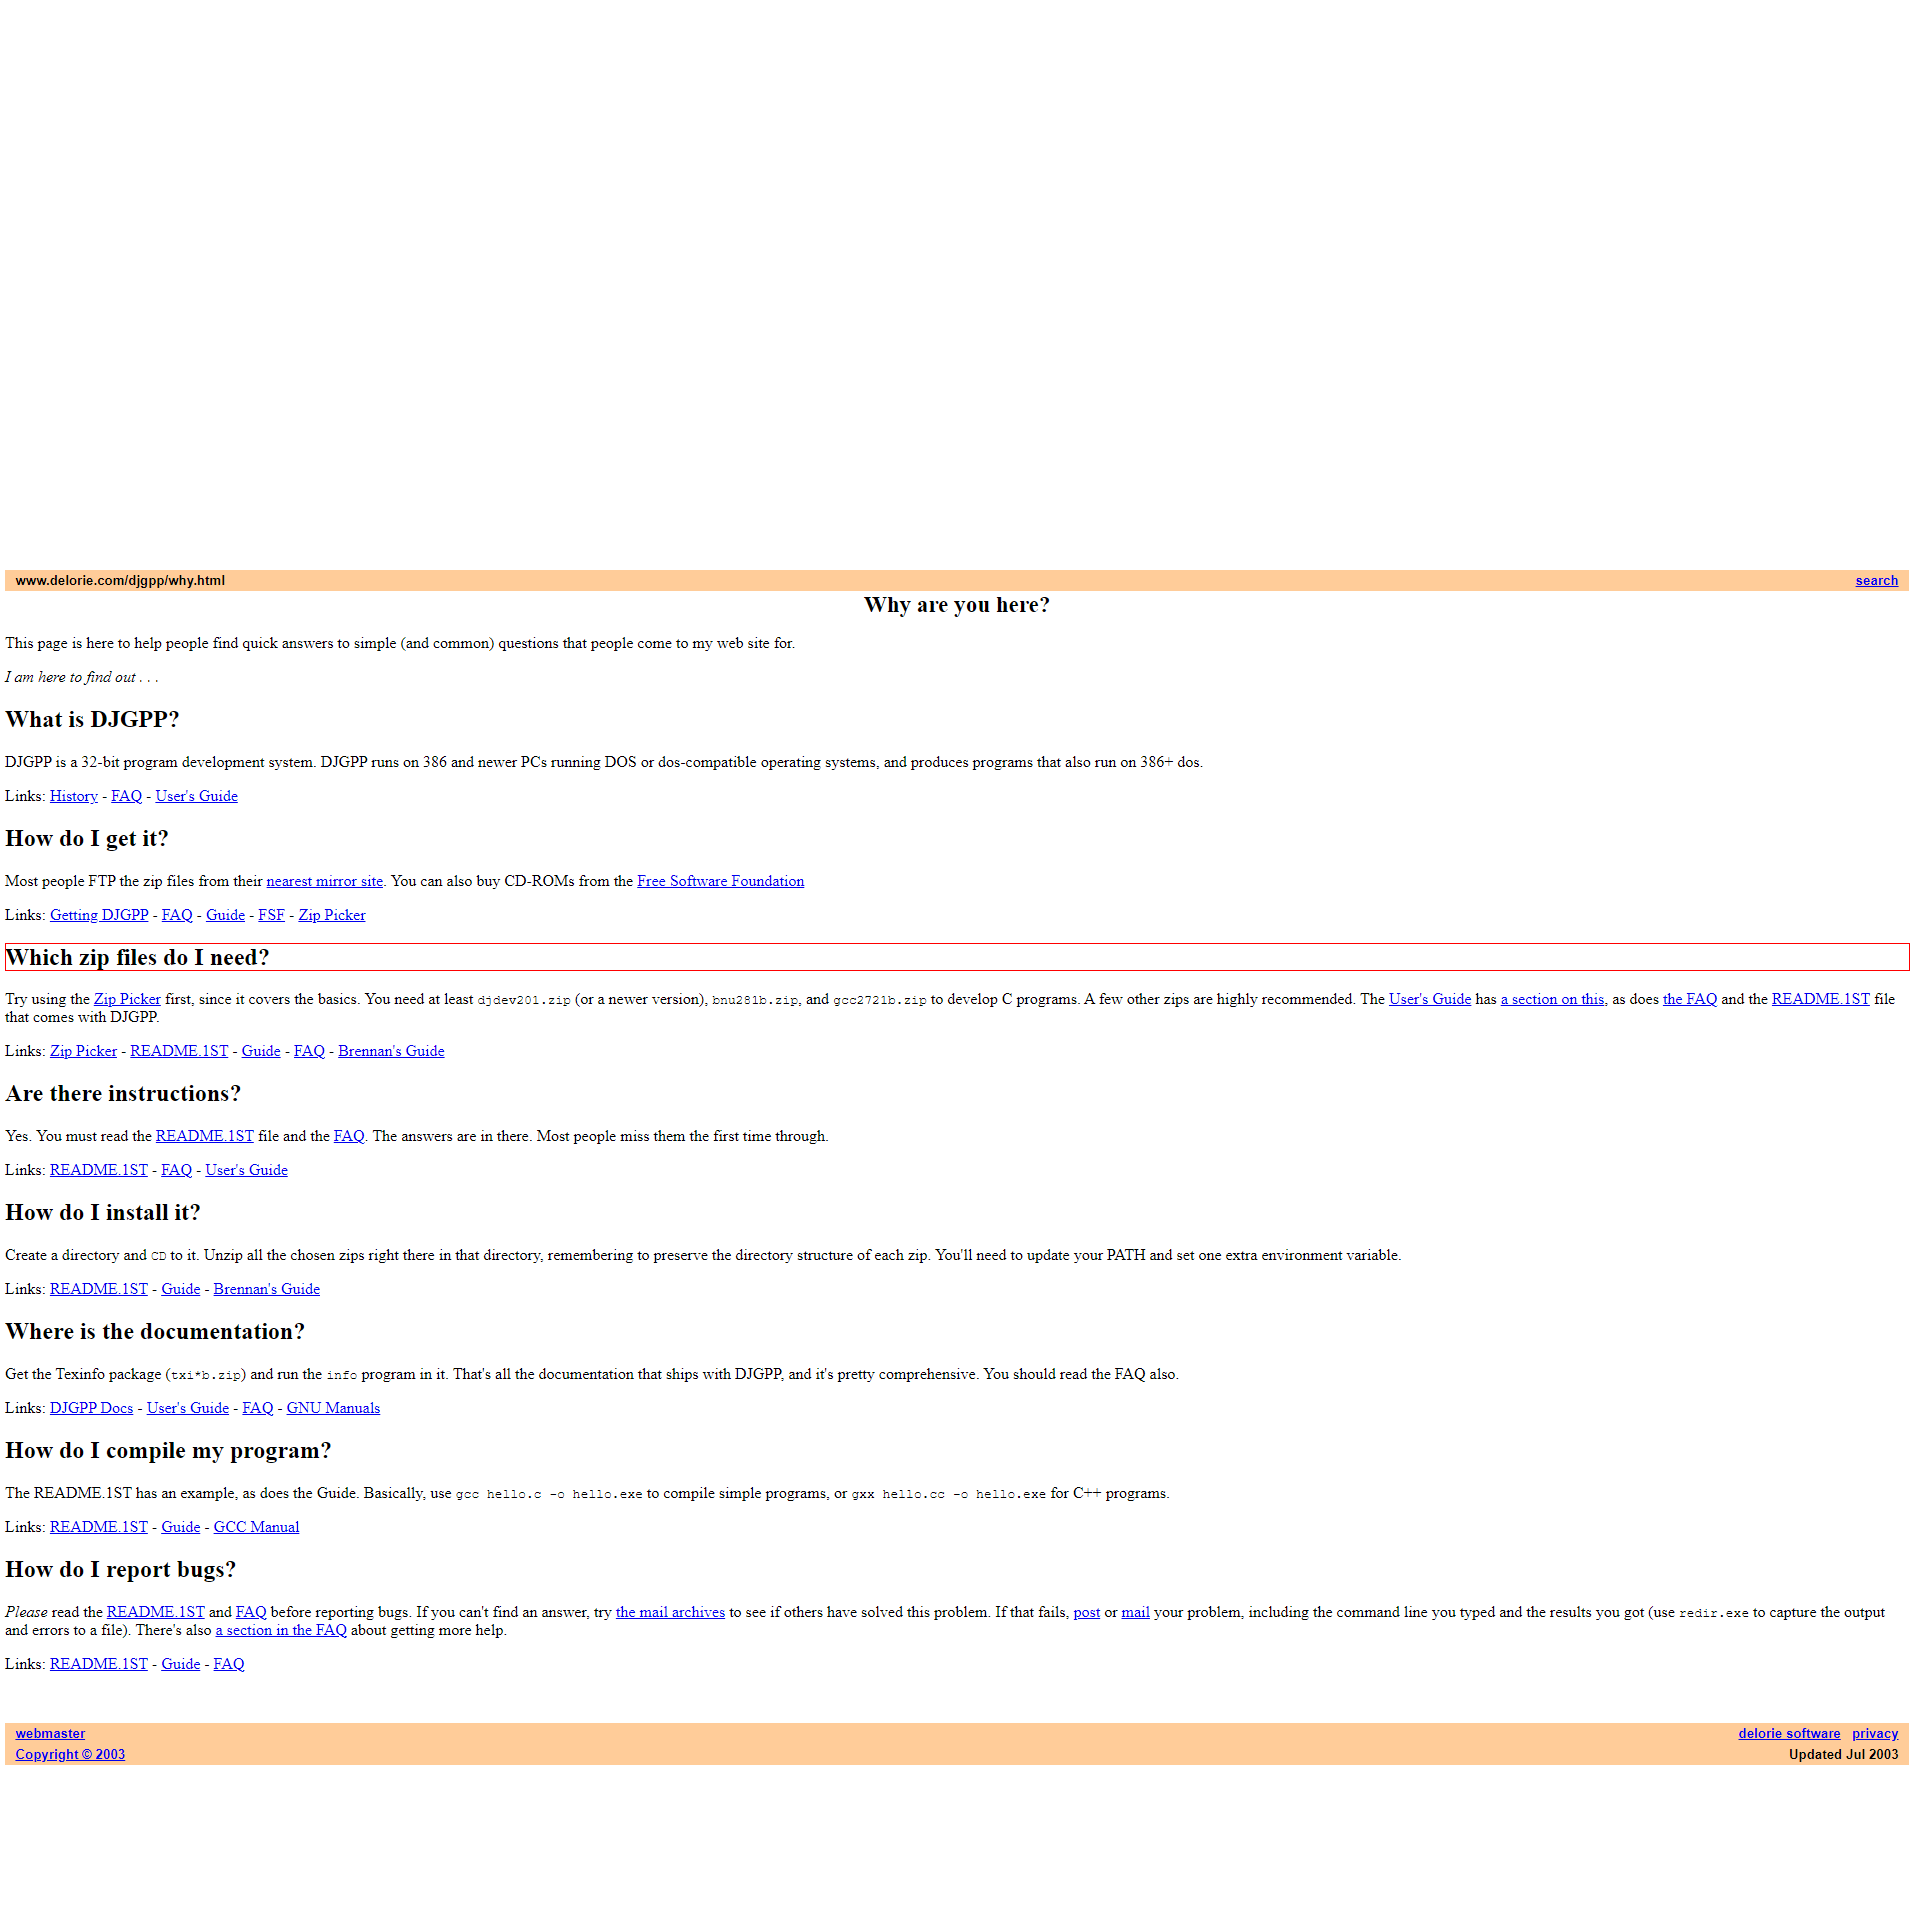 www.delorie.com/djgpp/why.html search
Why are you here?
This page is here to help people find quick answers to simple (and common) questions that people come to my web site for.
I am here to find out . . .
What is DJGPP?
DJGPP is a 32-bit program development system. DJGPP runs on 386 and newer PCs running DOS or dos-compatible operating systems, and produces programs that also run on 386+ dos.
Links: History - FAQ - User's Guide
How do I get it?
Most people FTP the zip files from their nearest mirror site. You can also buy CD-ROMs from the Free Software Foundation
Links: Getting DJGPP - FAQ - Guide - FSF - Zip Picker
Which zip files do I need?
Try using the Zip Picker first, since it covers the basics. You need at least djdev201.zip (or a newer version), bnu281b.zip, and gcc2721b.zip to develop C programs. A few other zips are highly recommended. The User's Guide has a section on this, as does the FAQ and the README.1ST file
that comes with DJGPP.
Links: Zip Picker - README.1ST - Guide - FAQ - Brennan's Guide
Are there instructions?
Yes. You must read the README.1ST file and the FAQ. The answers are in there. Most people miss them the first time through.
Links: README.1ST - FAQ - User's Guide
How do I install it?
Create a directory and CD to it. Unzip all the chosen zips right there in that directory, remembering to preserve the directory structure of each zip. You'll need to update your PATH and set one extra environment variable.
Links: README.1ST - Guide - Brennan's Guide
Where is the documentation?
Get the Texinfo package (txi*b.zip) and run the info program in it. That's all the documentation that ships with DJGPP, and it's pretty comprehensive. You should read the FAQ also.
Links: DJGPP Docs - User's Guide - FAQ - GNU Manuals
How do I compile my program?
The README.1ST has an example, as does the Guide. Basically, use gcc hello.c -o hello.exe to compile simple programs, or gxx hello.cc -o hello.exe for C++ programs.
Links: README.1ST - Guide - GCC Manual
How do I report bugs?
Please read the README.1ST and FAQ before reporting bugs. If you can't find an answer, try the mail archives to see if others have solved this problem. If that fails, post or mail your problem, including the command line you typed and the results you got (use redir.exe to capture the output
and errors to a file). There's also a section in the FAQ about getting more help.
Links: README.1ST - Guide - FAQ
webmaster delorie software privacy
Copyright © 2003 Updated Jul 2003